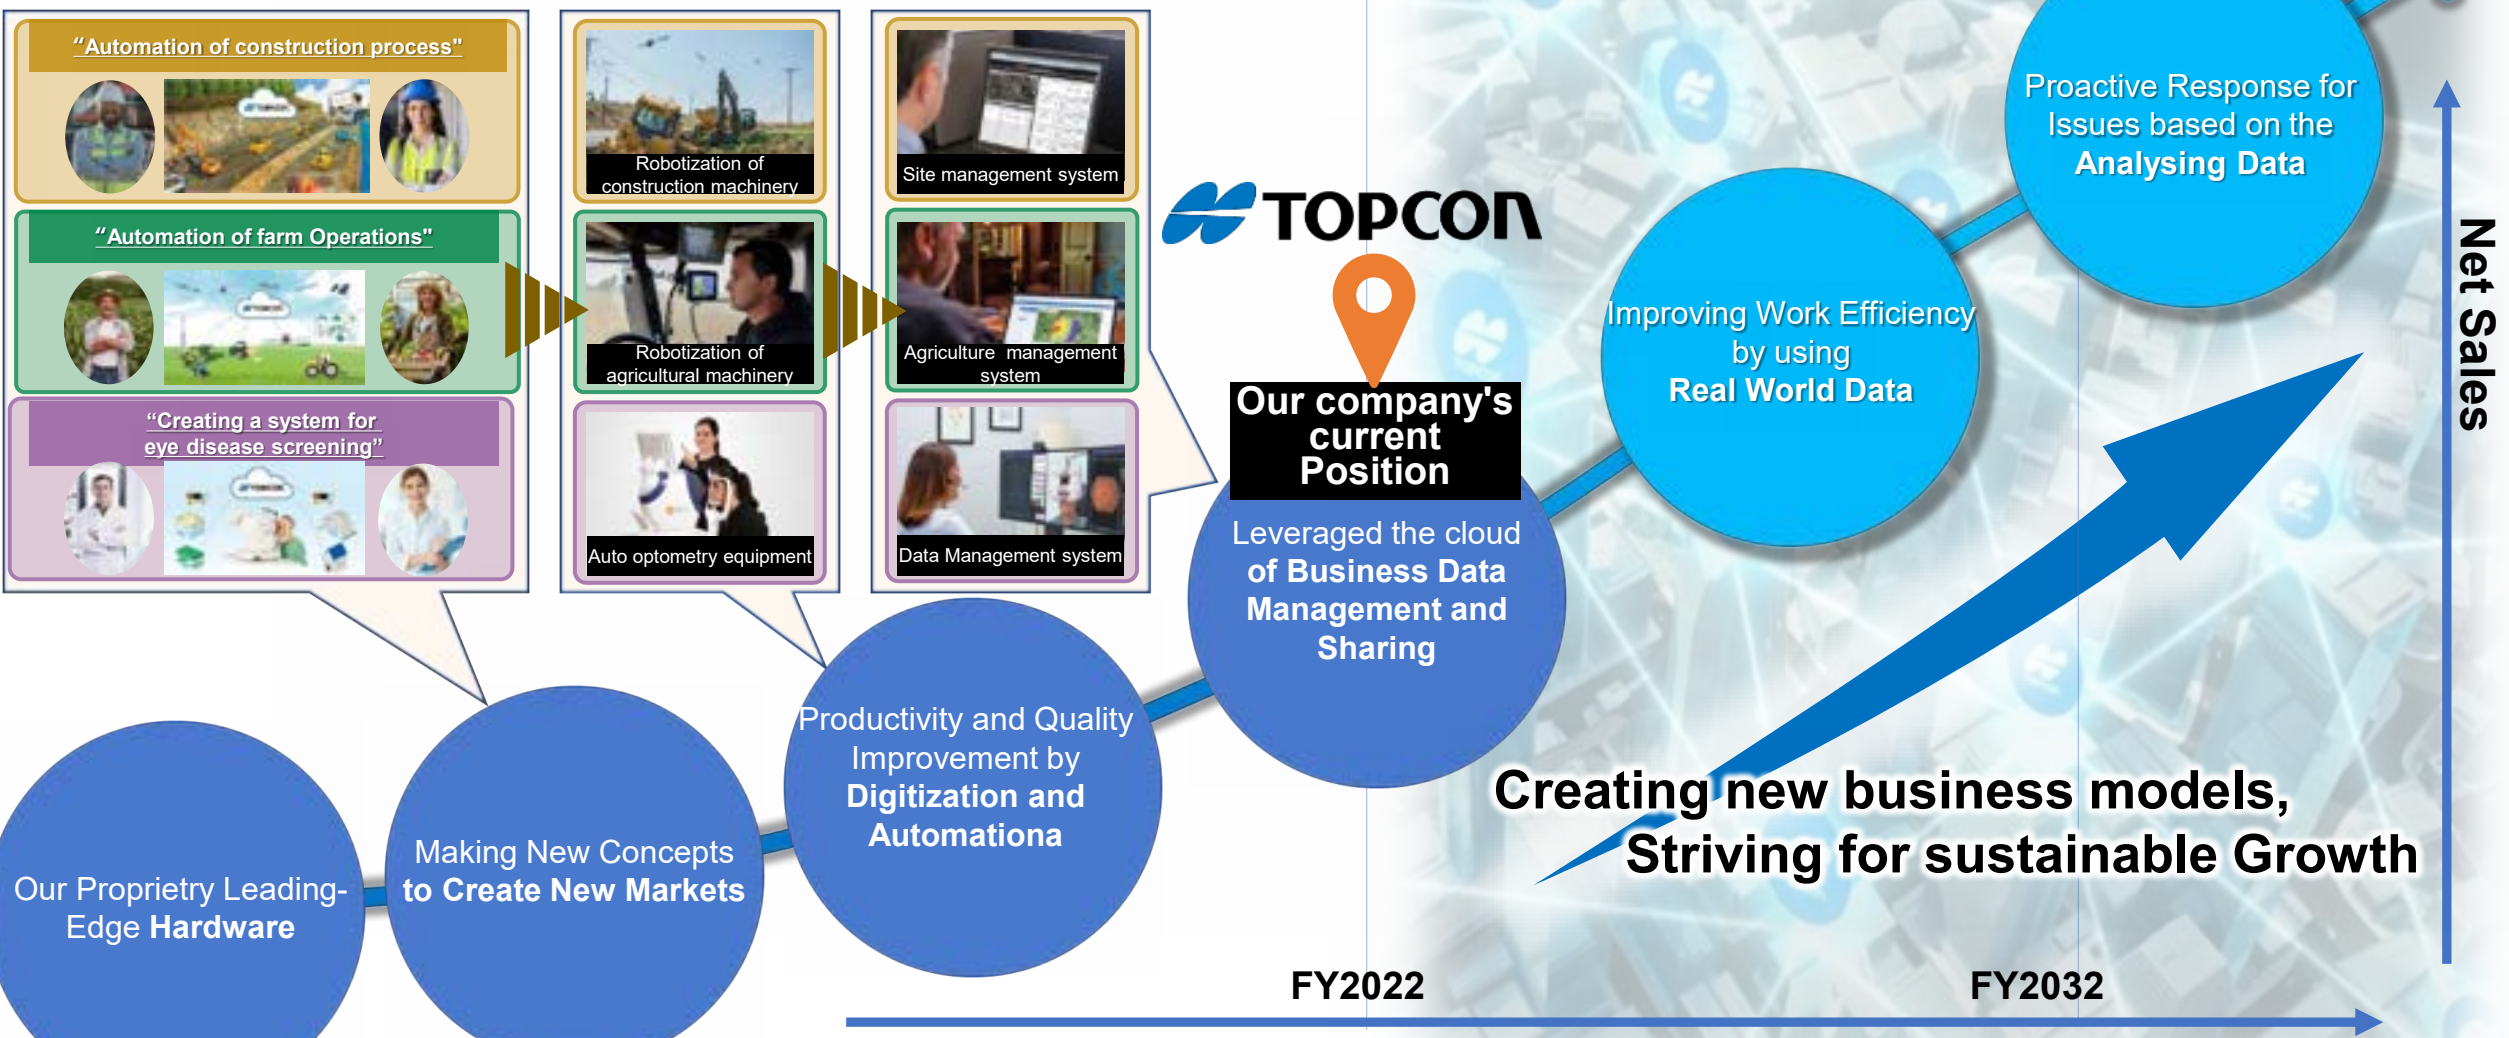 “Automation of construction process"
TOPCON
“Automation of farm Operations"
TOPCON
“Creating a system for
eye disease screening”
TOPCON
Robotization of
construction machinery
Robotization of
agricultural machinery
Auto optometry equipment
Site management system
Agriculture management
system
Data Management system
TOPCON
Our company's
current
Position
Leveraged the cloud
of Business Data
Management and
Sharing
Improving Work Efficiency
by using
Real World Data
Proactive Response for
Issues based on the
Analysing Data
Net Sales
Productivity and Quality
Improvement by
Digitization and
Automationa
Making New Concepts
to Create New Markets
Our Proprietry Leading-
Edge Hardware
Creating new business models,
Striving for sustainable Growth
FY2022
FY2032